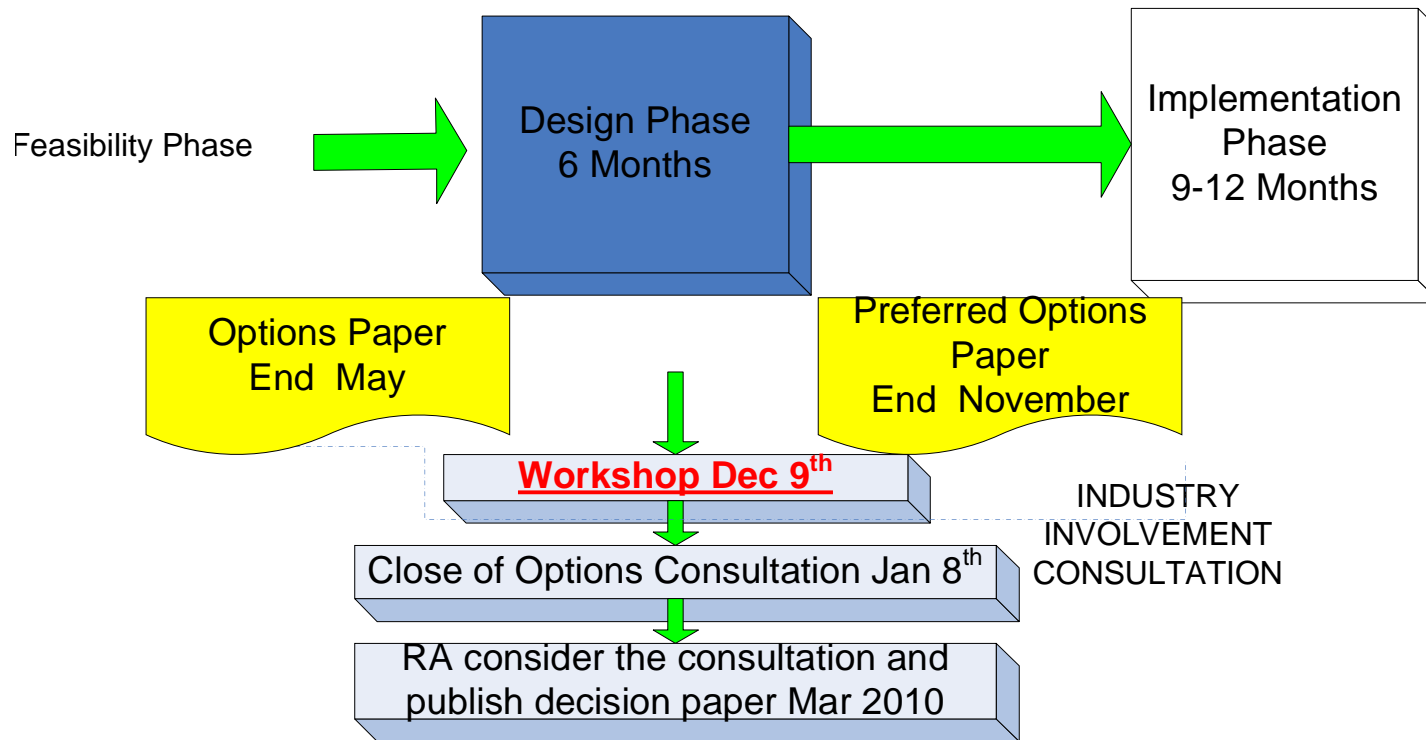 Feasibility Phase
Design Phase
6 Months
Implementation
Phase
9-12 Months
Options Paper
End May
Preferred Options
Paper
End November
Workshop Dec 9th
INDUSTRY
INVOLVEMENT
CONSULTATION
Close of Options Consultation Jan 8th
RA consider the consultation and
publish decision paper Mar 2010